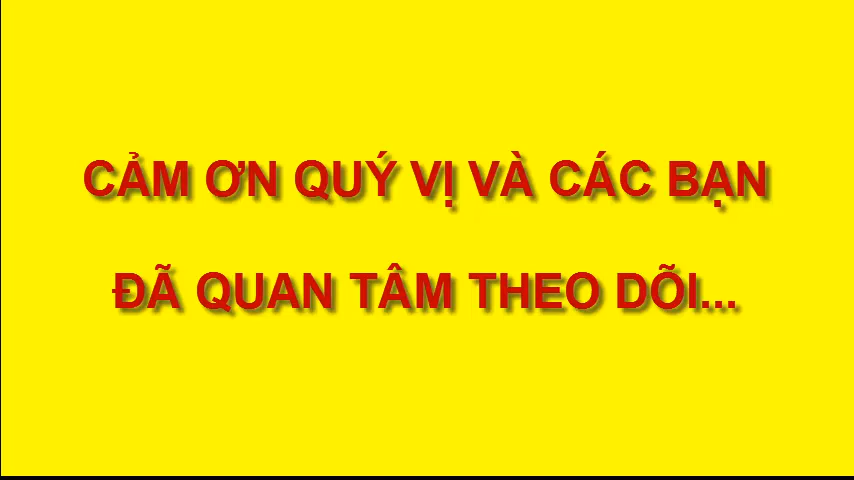 CẢM ƠN QUÝ VỊ VÀ CÁC BẠN
ĐÃ QUAN TÂM THEO DÕI...